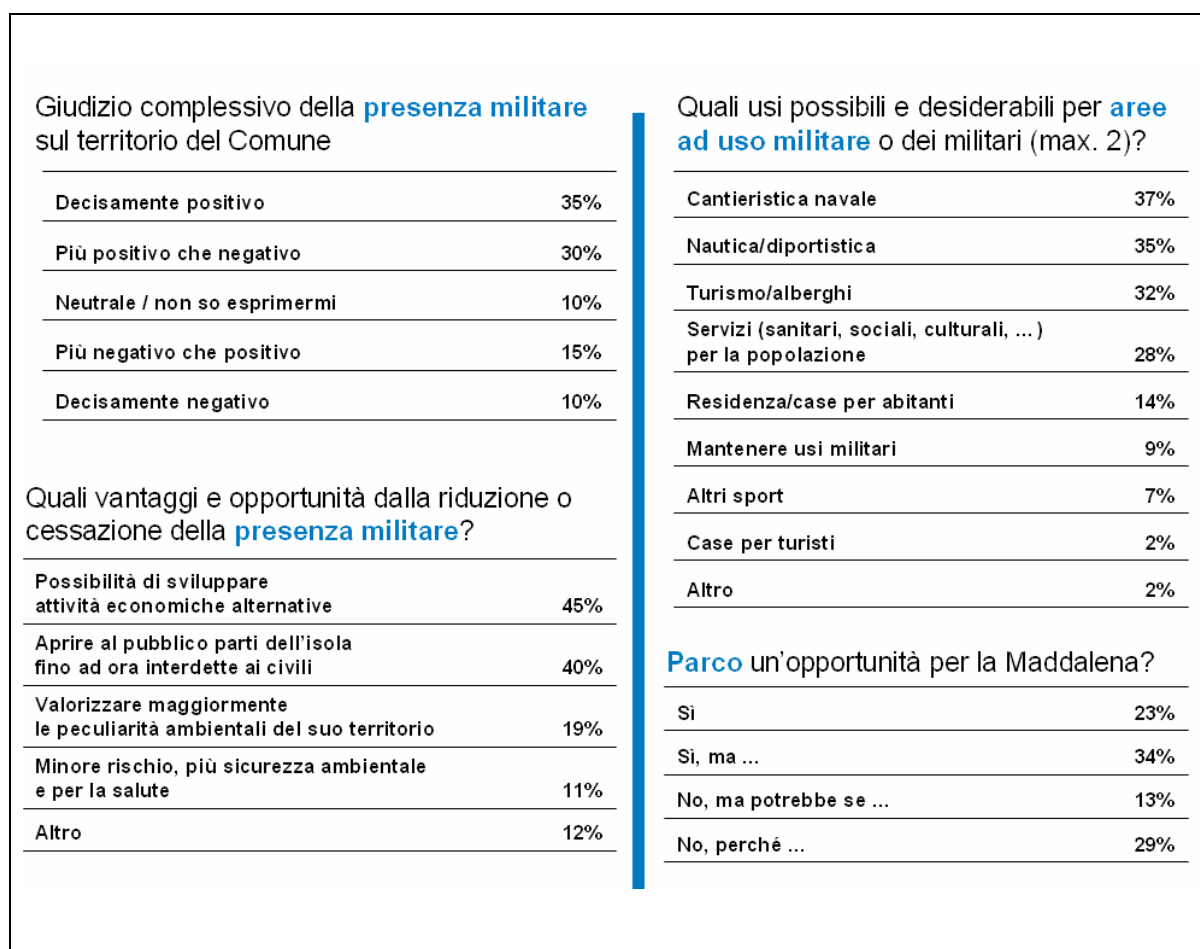 Giudizio complessivo della presenza militare
sul territorio del Comune
Decisamente positivo 35%
Più positivo che negativo 30%
Neutrale / non so esprimermi 10%
Più negativo che positivo 15%
Decisamente negativo 10%
Quali vantaggi e opportunità dalla riduzione o
cessazione della presenza militare?
Possibilità di sviluppare
attività economiche alternative 45%
Aprire al pubblico parti dell'isola
fino ad ora interdette ai civili 40%
Valorizzare maggiormente
le peculiarità ambientali del suo territorio 19%
Minore rischio, più sicurezza ambientale
e per la salute 11%
Altro 12%
Quali usi possibili e desiderabili per aree
ad uso militare o dei militari (max. 2)?
Cantieristica navale 37%
Nautica/diportistica 35%
Turismo/alberghi 32%
Servizi (sanitari, sociali, culturali, ... )
per la popolazione 28%
Residenza/case per abitanti 14%
Mantenere usi militari 9%
Altri sport 7%
Case per turisti 2%
Altro 2%
Parco un'opportunità per la Maddalena?
Sì 23%
Sì, ma ... 34%
No, ma potrebbe se ... 13%
No, perché ... 29%